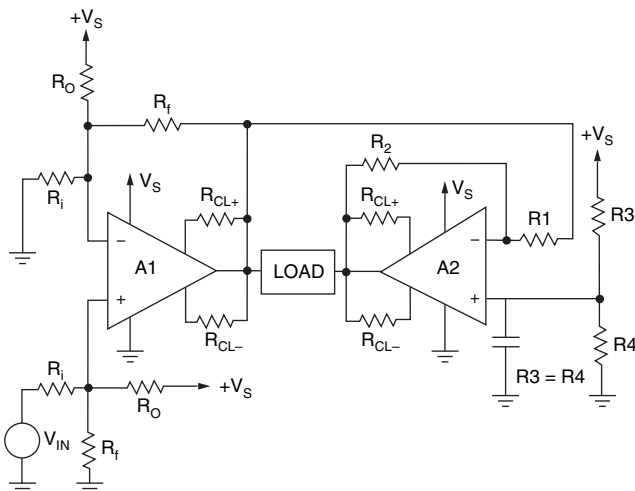 +V_S
R_O
R_f
+V_S
R_2
R_i
V_S
R_CL+
R_CL+
V_S
R1
R3
−
−
A1
LOAD
A2
+
+
R_CL−
R_CL−
R4
R_i
R3 = R4
R_O
+V_S
V_IN
R_f